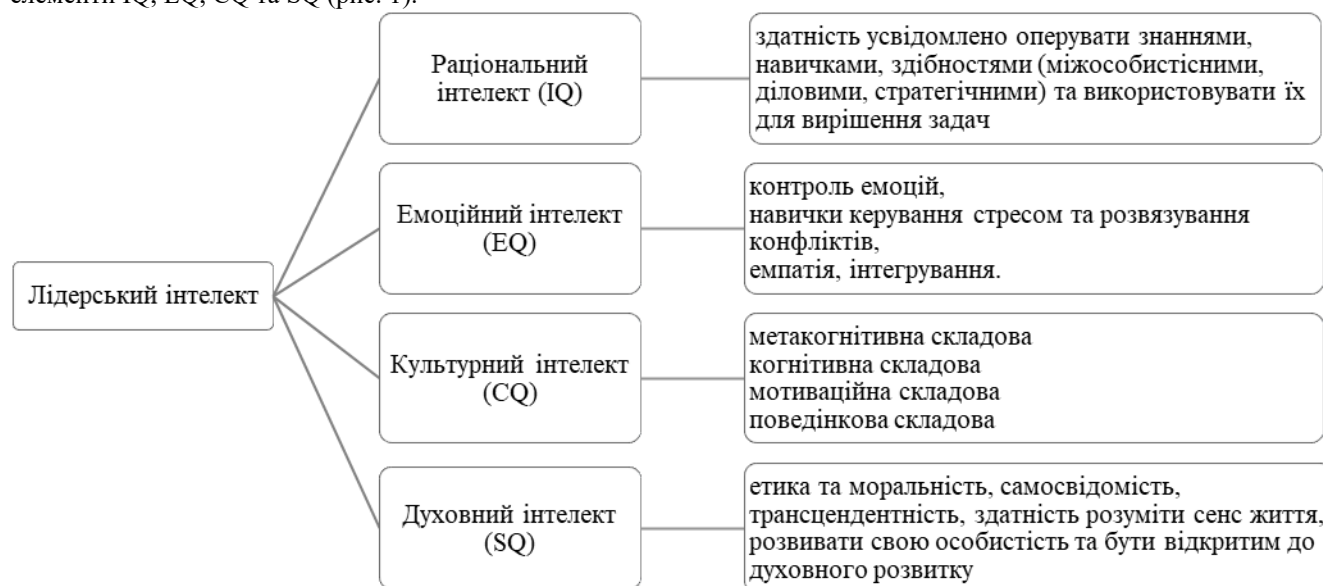 елементи IQ, EQ, CQ та SQ (рис. 1).
Лідерський інтелект
Раціональний
інтелект (IQ)
здатність усвідомлено оперувати знаннями,
навичками, здібностями (міжособистісними,
діловими, стратегічними) та використовувати їх
для вирішення задач
Емоційний інтелект
(EQ)
контроль емоцій,
навички керування стресом та розвязування
конфліктів,
емпатія, інтегрування.
Культурний інтелект
(CQ)
метакогнітивна складова
когнітивна складова
мотиваційна складова
поведінкова складова
Духовний інтелект
(SQ)
етика та моральність, самосвідомість,
трансцендентність, здатність розуміти сенс життя,
розвивати свою особистість та бути відкритим до
духовного розвитку